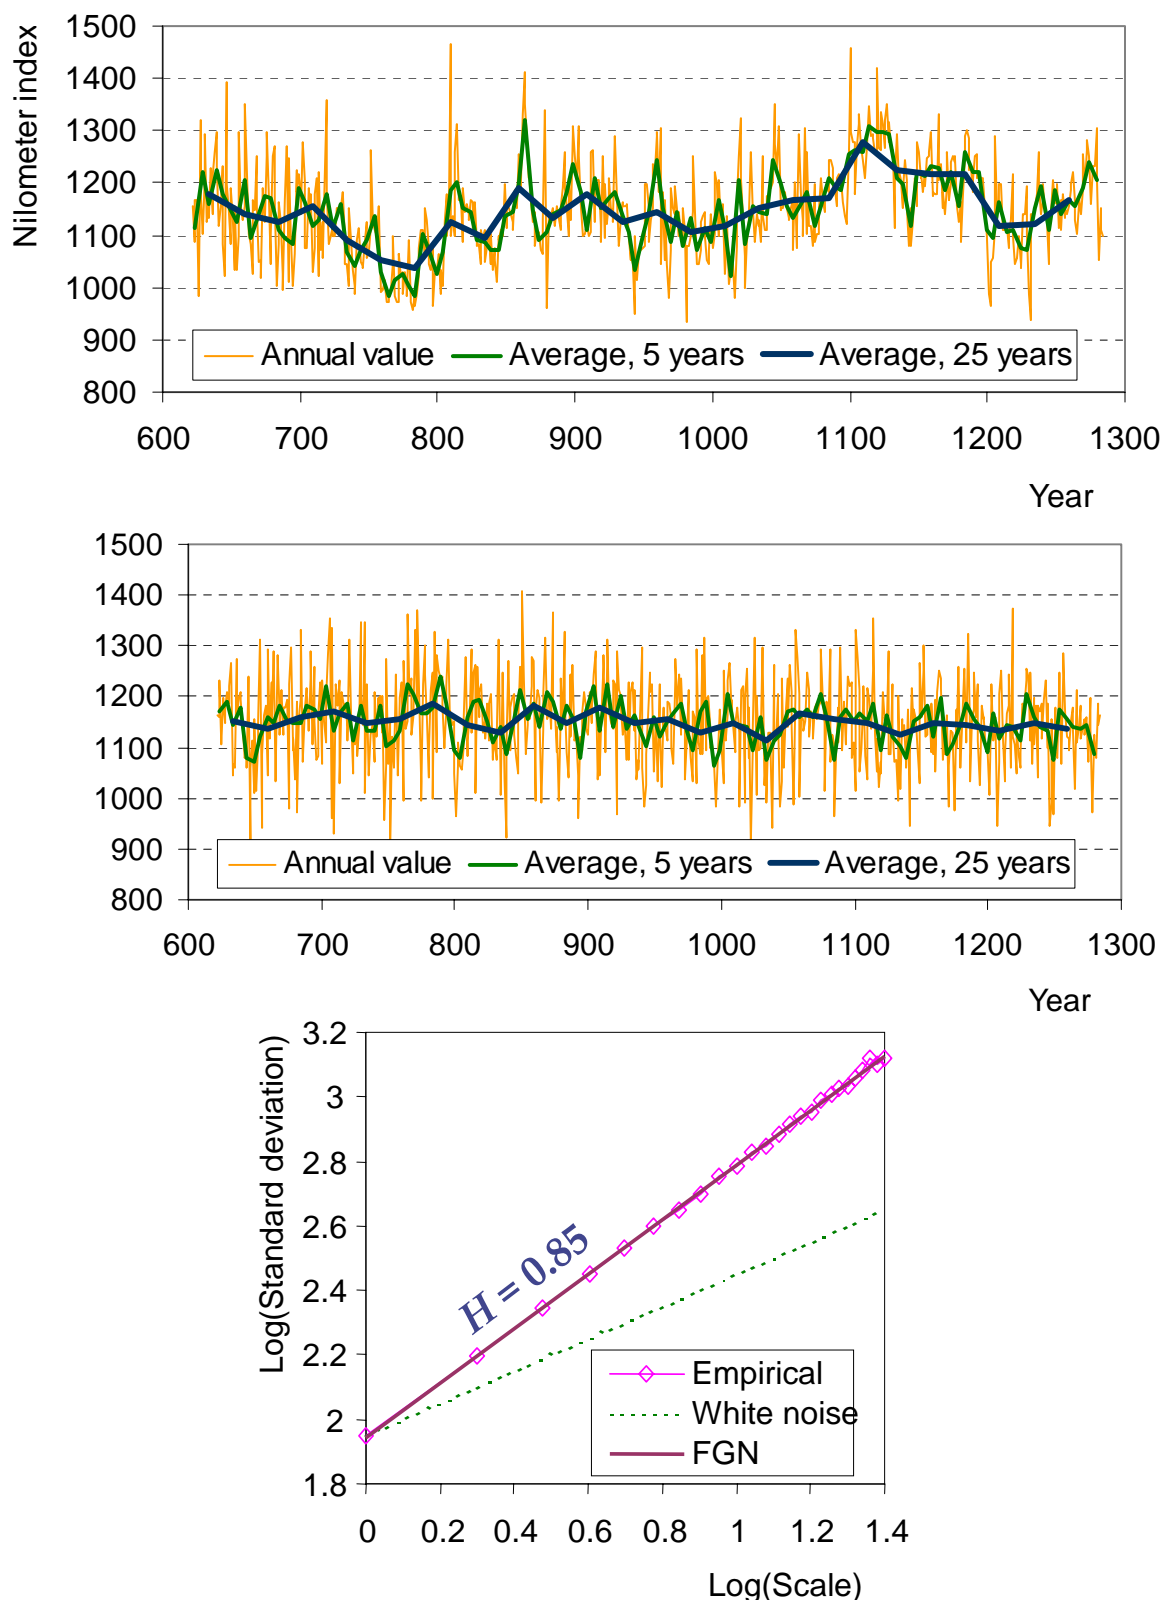 Nilometer index
1500
1400
1300
1200
1100
1000
900
800
Annual value Average, 5 years Average, 25 years
600 700 800 900 1000 1100 1200 1300
Year
1500
1400
1300
1200
1100
1000
900
800
Annual value Average, 5 years Average, 25 years
600 700 800 900 1000 1100 1200 1300
Year
Log(Standard deviation)
3.2
3
2.8
2.6
2.4
2.2
2
1.8
H = 0.85
Empirical
White noise
FGN
0 0.2 0.4 0.6 0.8 1 1.2 1.4
Log(Scale)